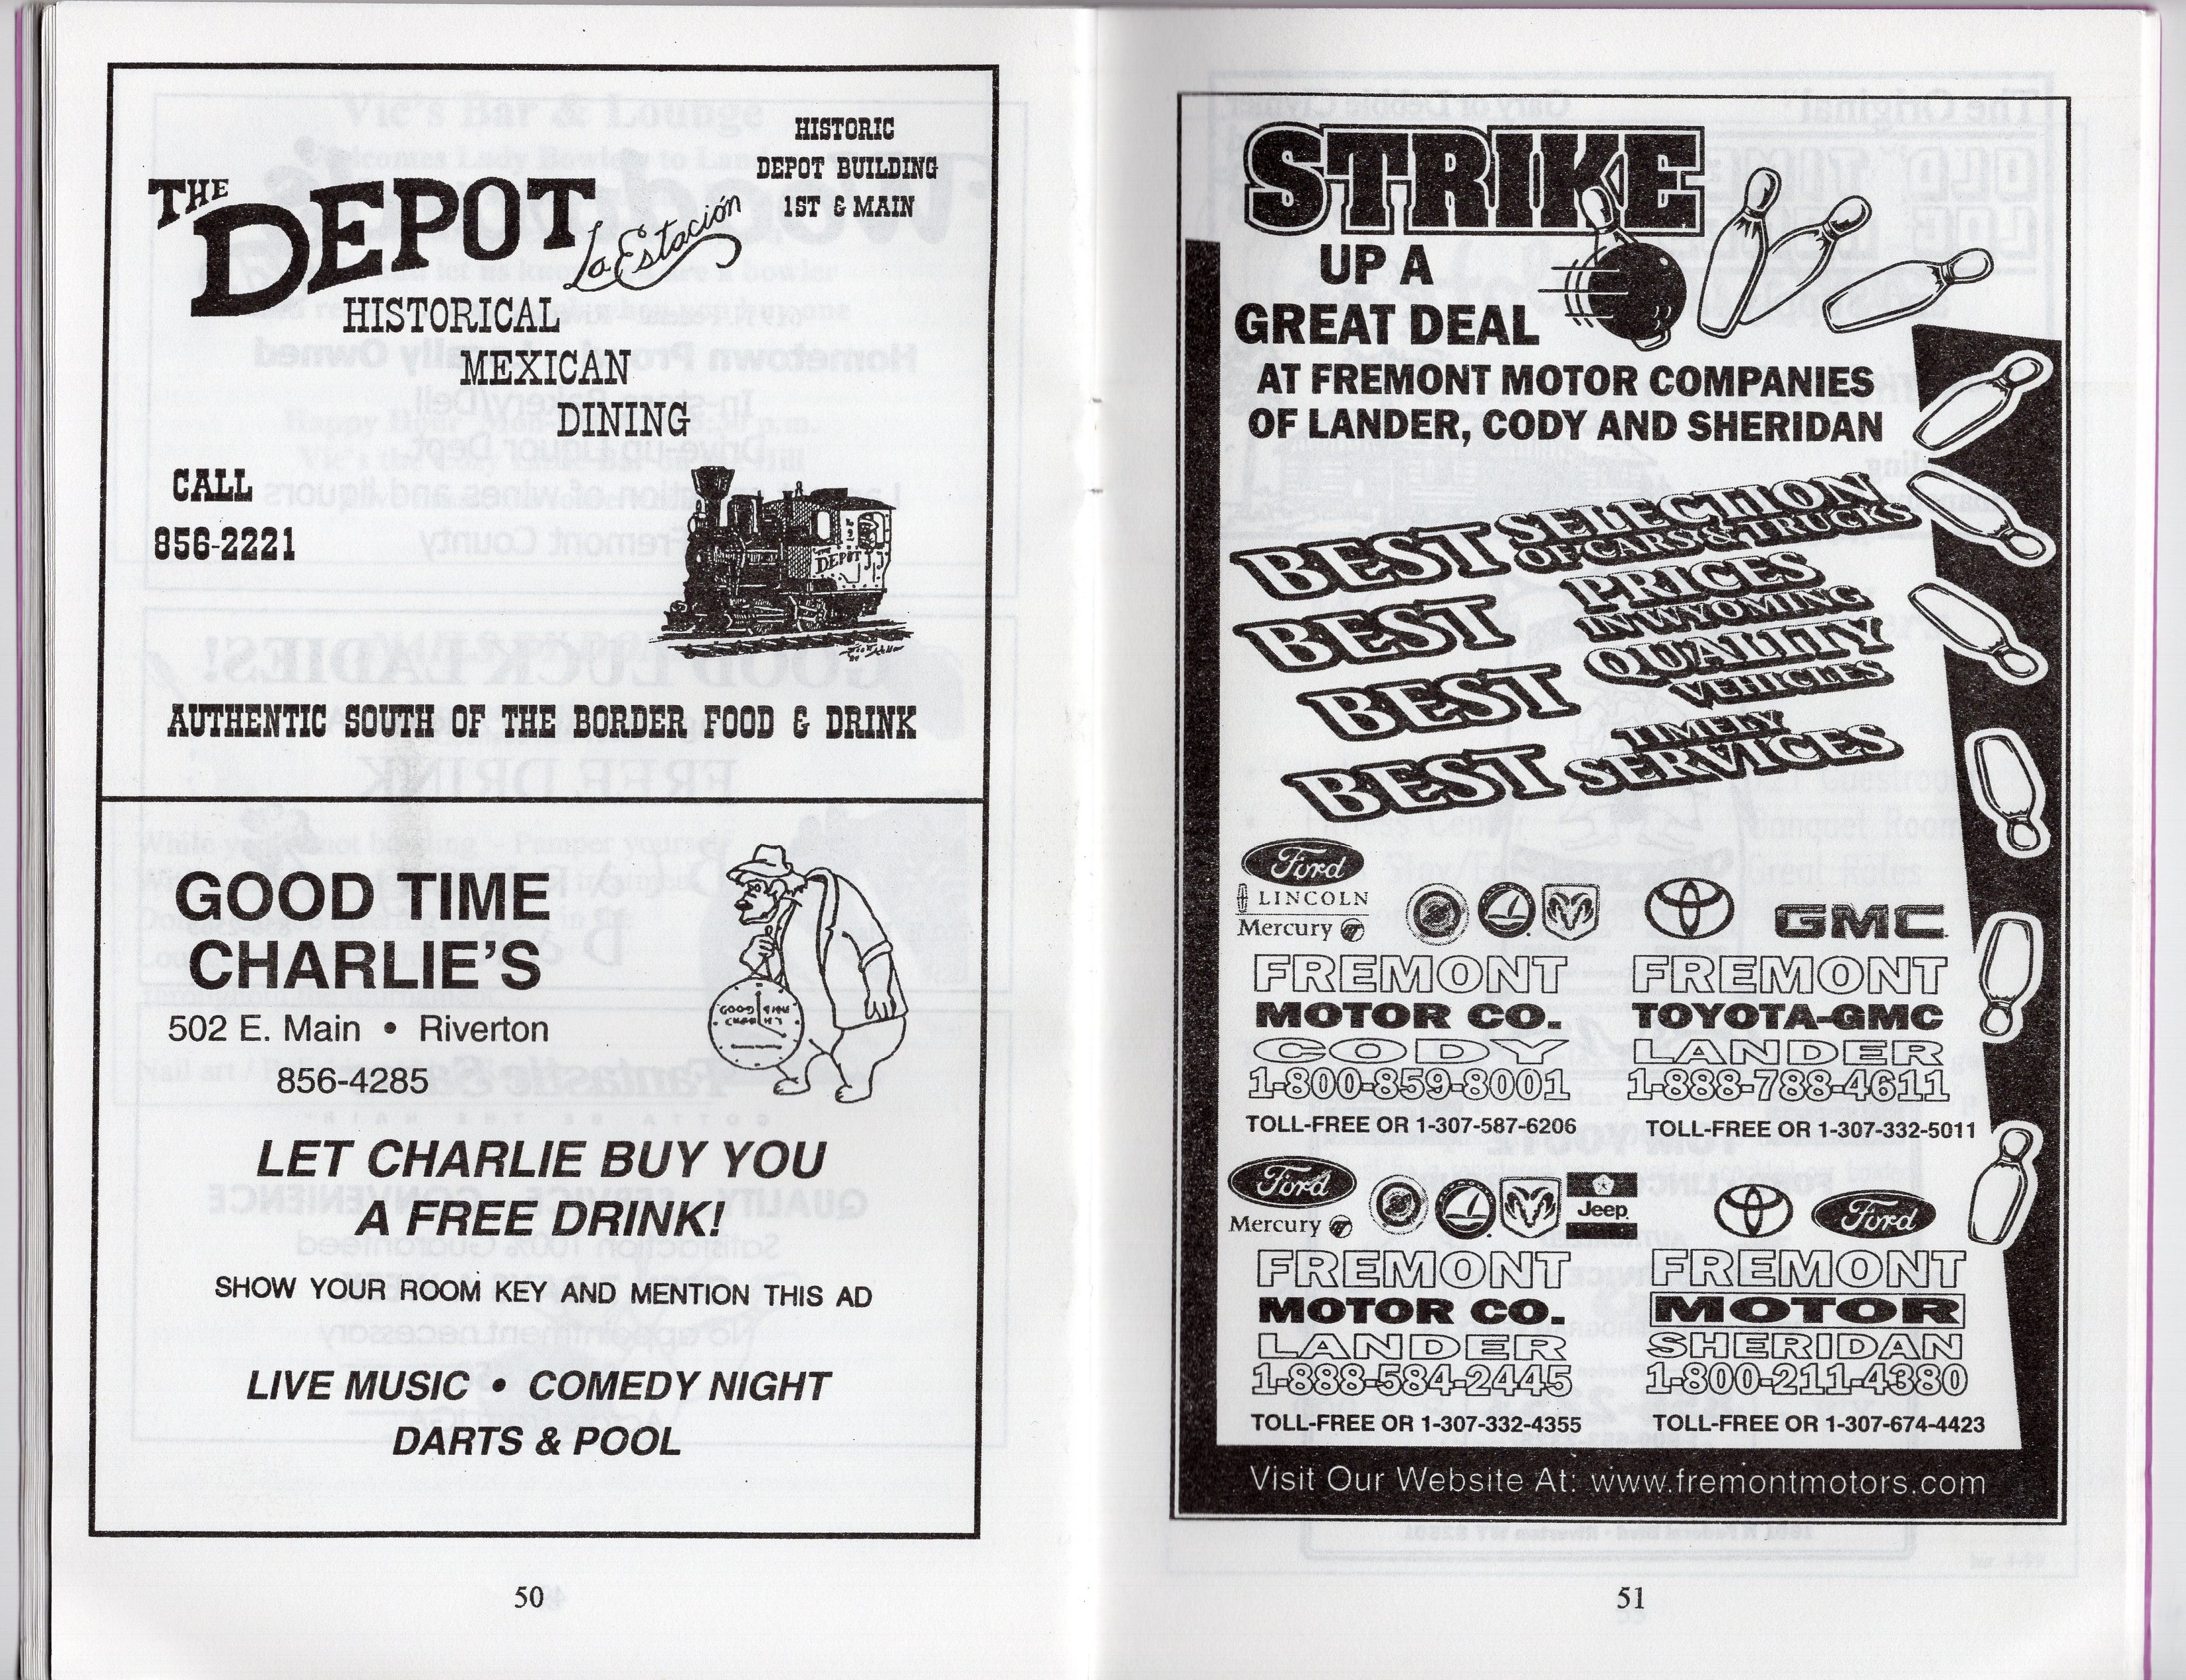 HISTORIC
DEPOT BUILDING
1ST & MAIN
THE
DEPOT
La Estación
HISTORICAL
MEXICAN
DINING
CALL
856-2221
THE
DEPOT
AUTHENTIC SOUTH OF THE BORDER FOOD & DRINK
GOOD TIME
CHARLIE'S
502 E. Main • Riverton
856-4285
LET CHARLIE BUY YOU
A FREE DRINK!
SHOW YOUR ROOM KEY AND MENTION THIS AD
LIVE MUSIC • COMEDY NIGHT
DARTS & POOL
50
STRIKE
UP A
GREAT DEAL
AT FREMONT MOTOR COMPANIES
OF LANDER, CODY AND SHERIDAN
BEST SELECTION
OF CARS & TRUCKS
BEST PRICES
IN WYOMING
BEST QUALITY
VEHICLES
BEST TIMELY
SERVICES
Ford
LINCOLN
Mercury
GMC
FREMONT
MOTOR CO.
CODY
1-800-859-8001
TOLL-FREE OR 1-307-587-6206
FREMONT
TOYOTA-GMC
LANDER
1-888-788-4611
TOLL-FREE OR 1-307-332-5011
Ford
Mercury
Jeep
Ford
FREMONT
MOTOR CO.
LANDER
1-888-584-2445
TOLL-FREE OR 1-307-332-4355
FREMONT
MOTOR
SHERIDAN
1-800-211-4380
TOLL-FREE OR 1-307-674-4423
Visit Our Website At: www.fremontmotors.com
51